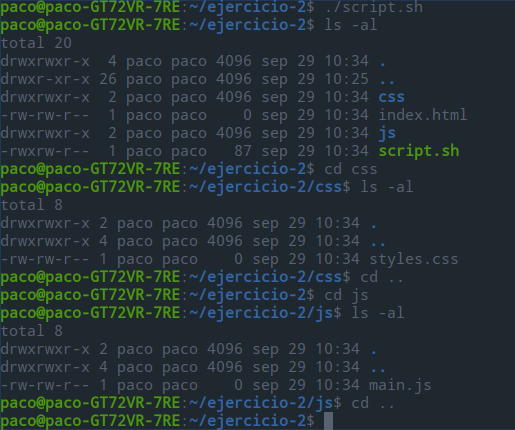 paco@paco-GT72VR-7RE:~/ejercicio-2$ ./script.sh
paco@paco-GT72VR-7RE:~/ejercicio-2$ ls -al
total 20
drwxrwxr-x  4 paco paco 4096 sep 29 10:34 .
drwxr-xr-x 26 paco paco 4096 sep 29 10:25 ..
drwxrwxr-x  2 paco paco 4096 sep 29 10:34 css
-rw-rw-r--  1 paco paco    0 sep 29 10:34 index.html
drwxrwxr-x  2 paco paco 4096 sep 29 10:34 js
-rwxrwxr-x  1 paco paco   87 sep 29 10:34 script.sh
paco@paco-GT72VR-7RE:~/ejercicio-2$ cd css
paco@paco-GT72VR-7RE:~/ejercicio-2/css$ ls -al
total 8
drwxrwxr-x 2 paco paco 4096 sep 29 10:34 .
drwxrwxr-x 4 paco paco 4096 sep 29 10:34 ..
-rw-rw-r-- 1 paco paco    0 sep 29 10:34 styles.css
paco@paco-GT72VR-7RE:~/ejercicio-2/css$ cd ..
paco@paco-GT72VR-7RE:~/ejercicio-2$ cd js
paco@paco-GT72VR-7RE:~/ejercicio-2/js$ ls -al
total 8
drwxrwxr-x 2 paco paco 4096 sep 29 10:34 .
drwxrwxr-x 4 paco paco 4096 sep 29 10:34 ..
-rw-rw-r-- 1 paco paco    0 sep 29 10:34 main.js
paco@paco-GT72VR-7RE:~/ejercicio-2/js$ cd ..
paco@paco-GT72VR-7RE:~/ejercicio-2$